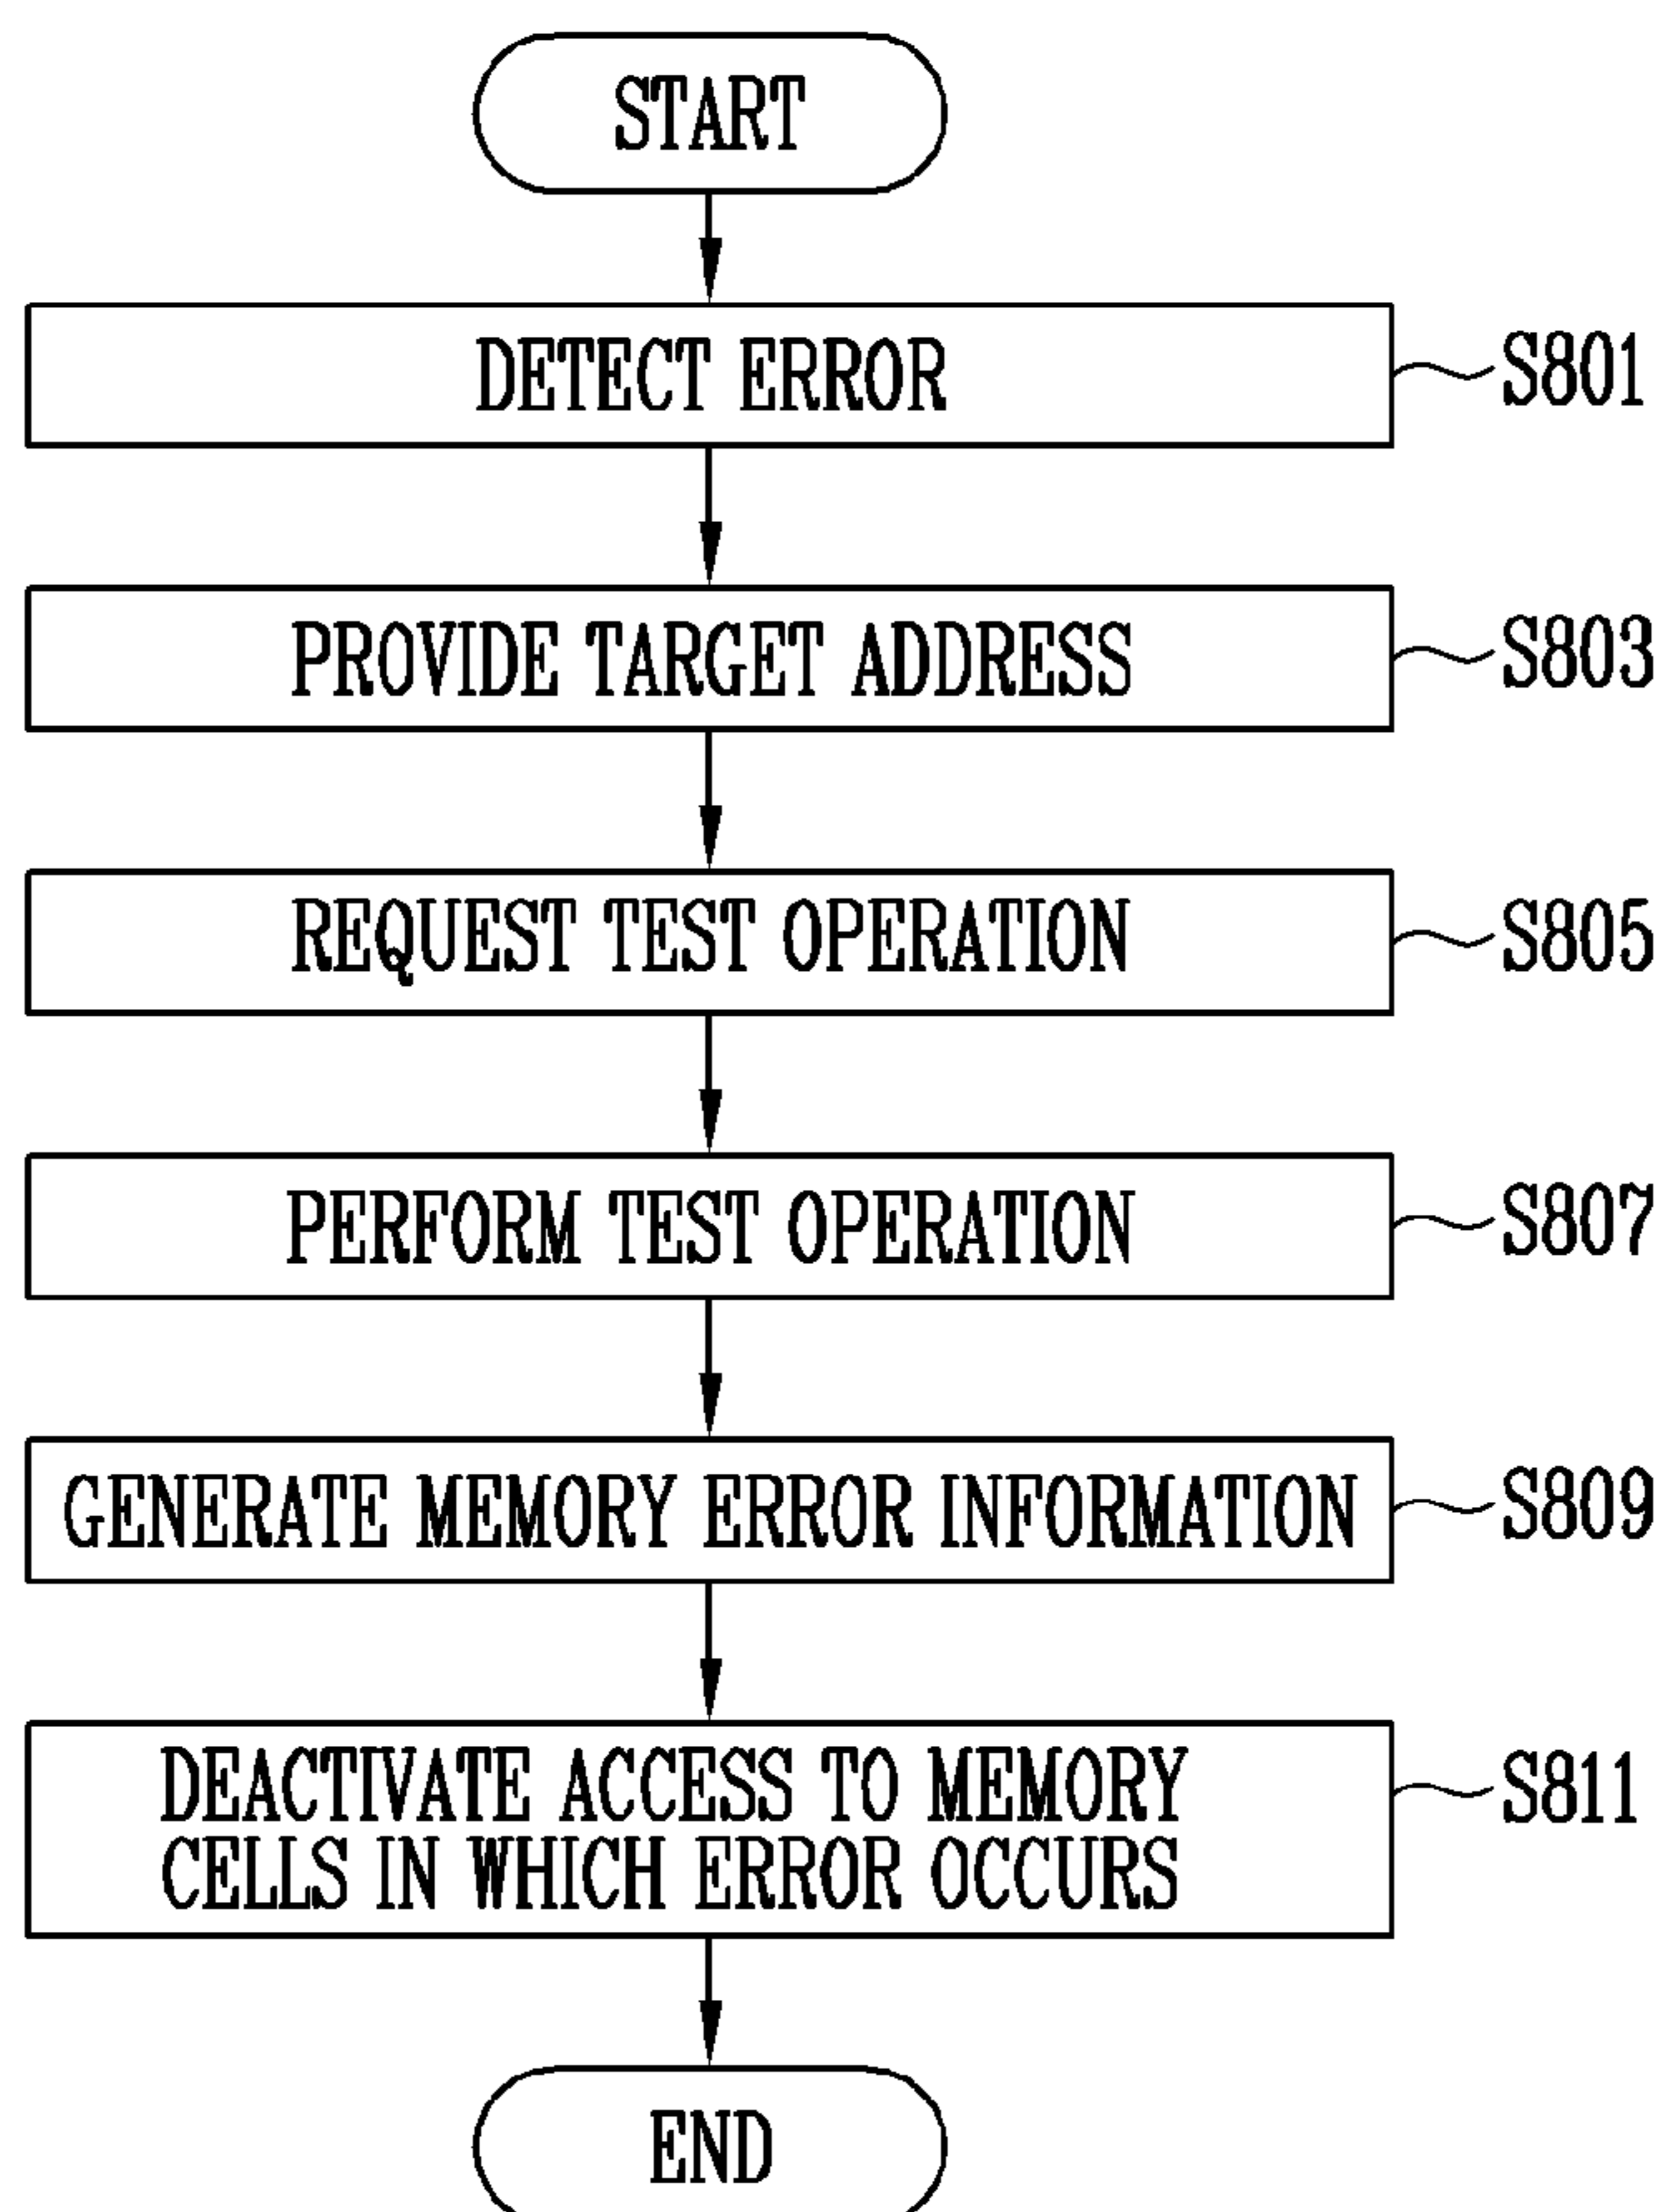 START
DETECT ERROR
S801
PROVIDE TARGET ADDRESS
S803
REQUEST TEST OPERATION
S805
PERFORM TEST OPERATION
S807
GENERATE MEMORY ERROR INFORMATION
S809
DEACTIVATE ACCESS TO MEMORY
CELLS IN WHICH ERROR OCCURS
S811
END